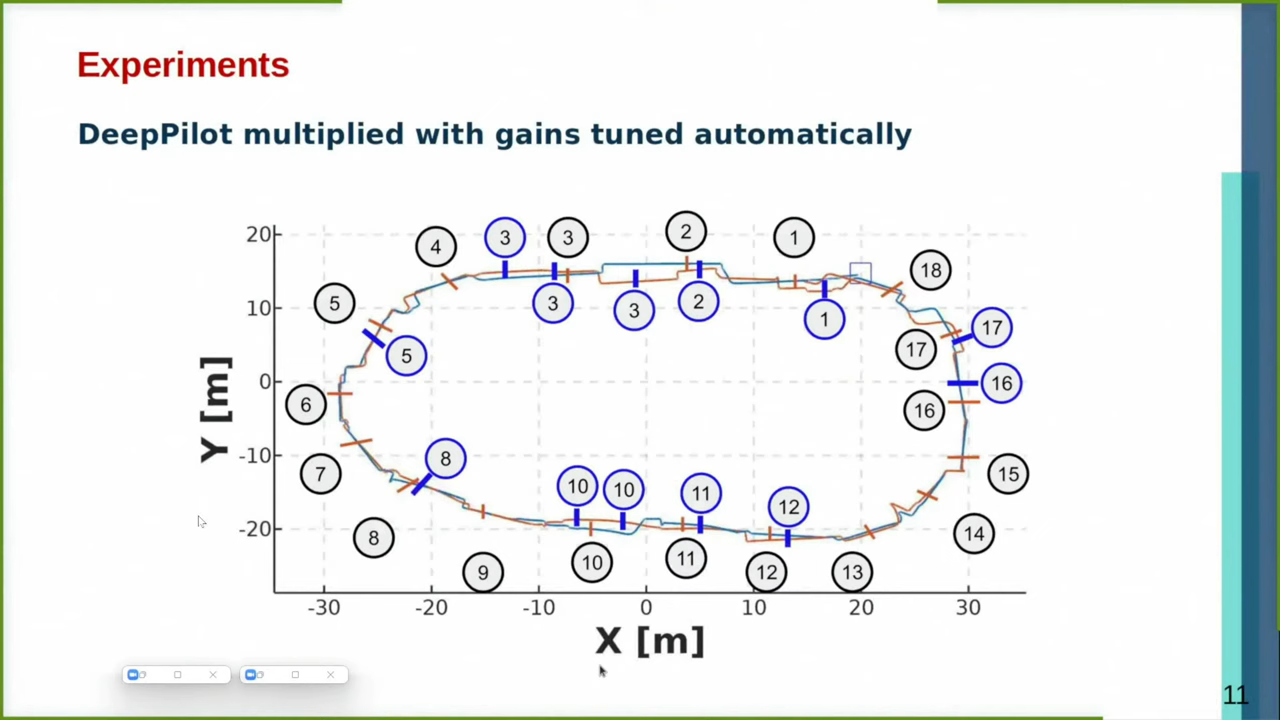 Experiments
DeepPilot multiplied with gains tuned automatically
4 3 3 2 1
20
18
5 3 3 2 1
10
17
5 17
0
16
6 16
-10
8
7 15
10 10 11 12
-20
8 14
9 10 11 12 13
-30 -20 -10 0 10 20 30
Y [m]
X [m]
11